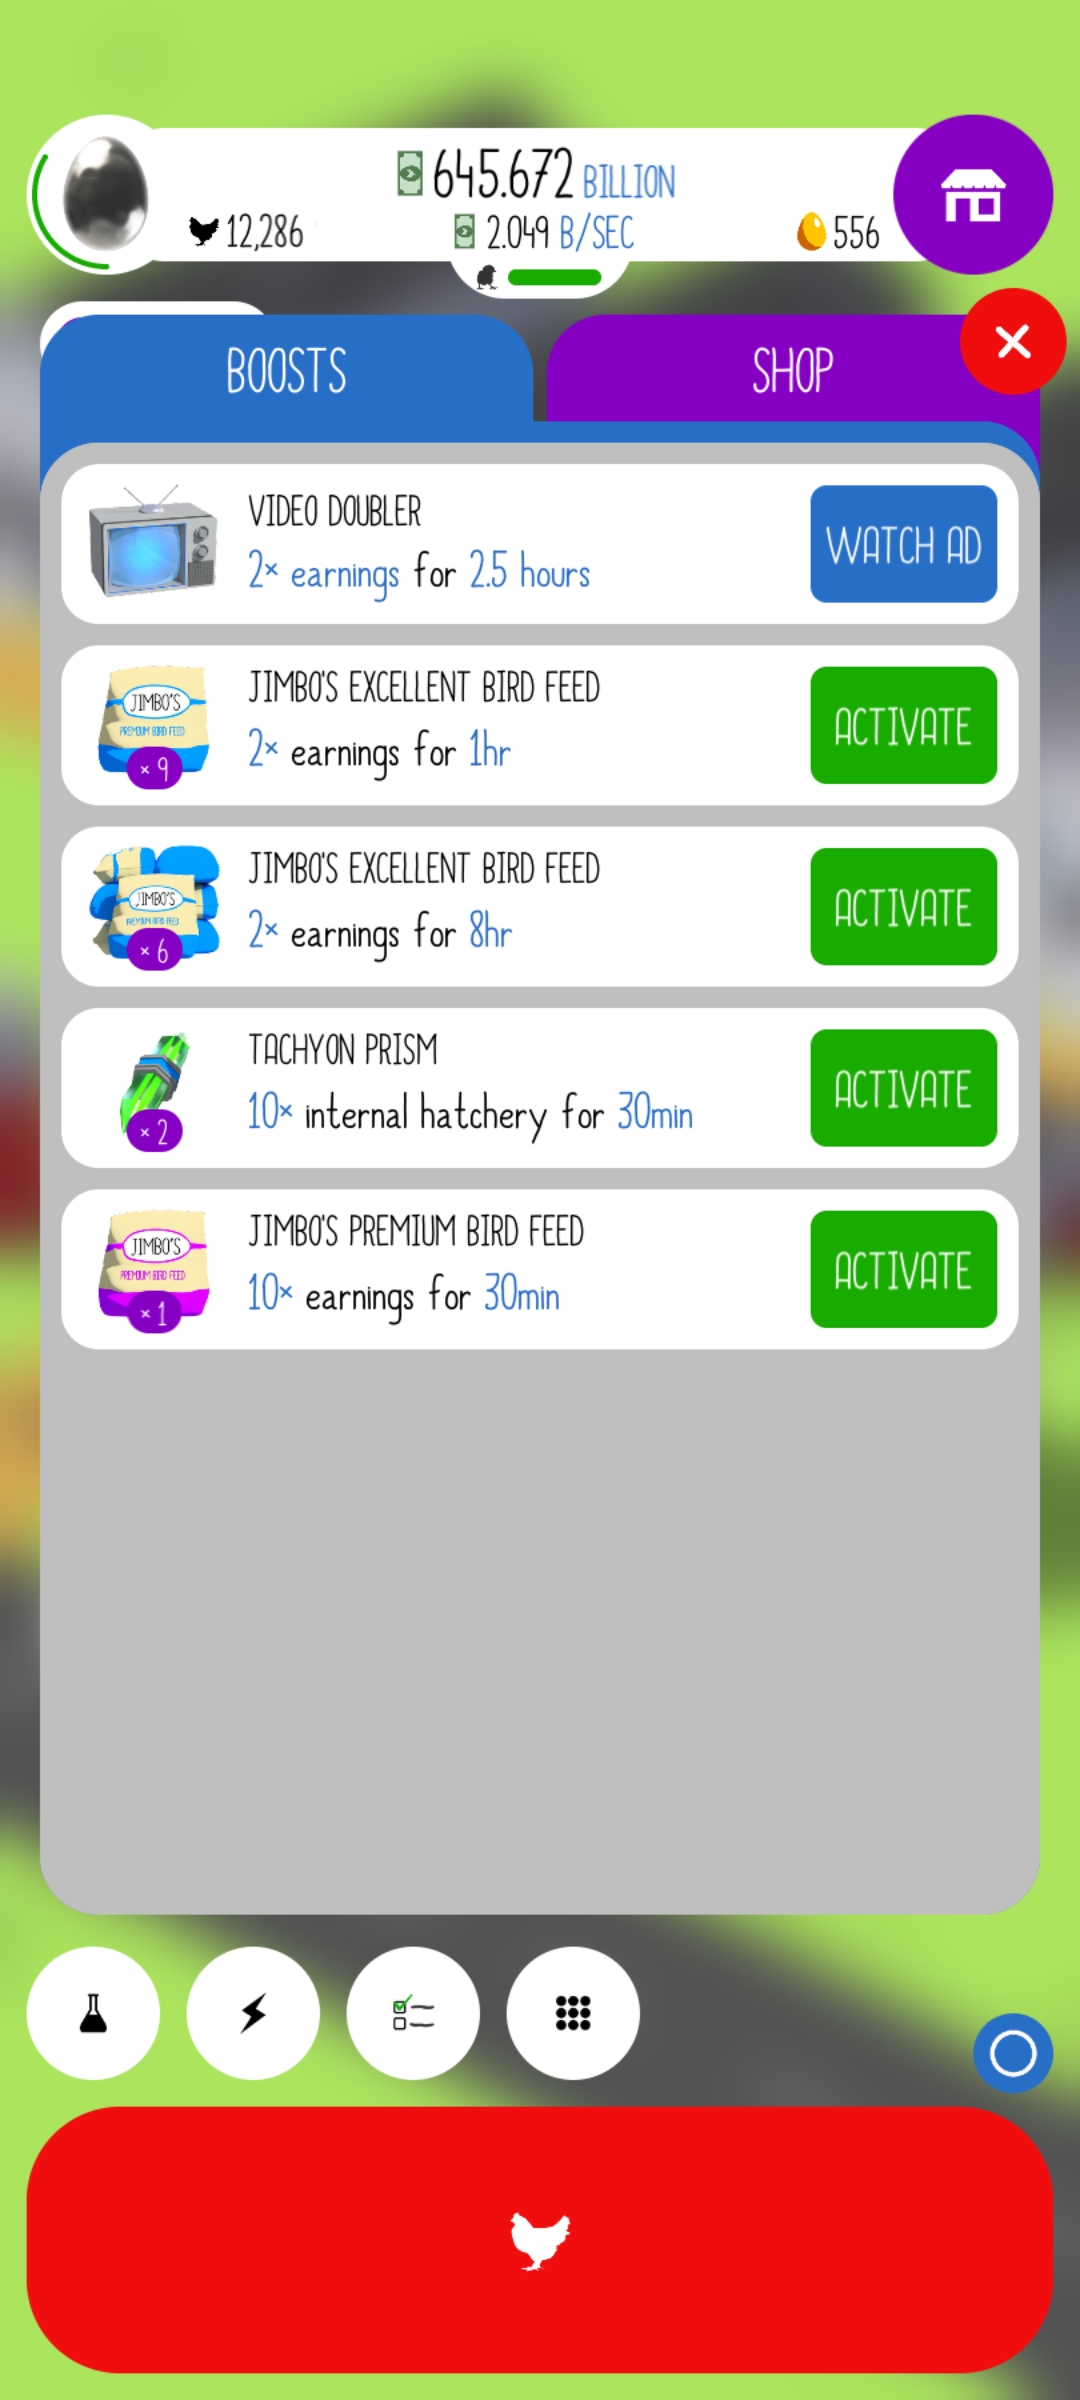 645.672 BILLION
12,286
2.049 B/SEC
556
BOOSTS
SHOP
VIDEO DOUBLER
2× earnings for 2.5 hours
WATCH AD
JIMBO'S
PREMIUM BIRD FEED
× 9
JIMBO'S EXCELLENT BIRD FEED
2× earnings for 1hr
ACTIVATE
JIMBO'S
PREMIUM BIRD FEED
× 6
JIMBO'S EXCELLENT BIRD FEED
2× earnings for 8hr
ACTIVATE
× 2
TACHYON PRISM
10× internal hatchery for 30min
ACTIVATE
JIMBO'S
PREMIUM BIRD FEED
× 1
JIMBO'S PREMIUM BIRD FEED
10× earnings for 30min
ACTIVATE